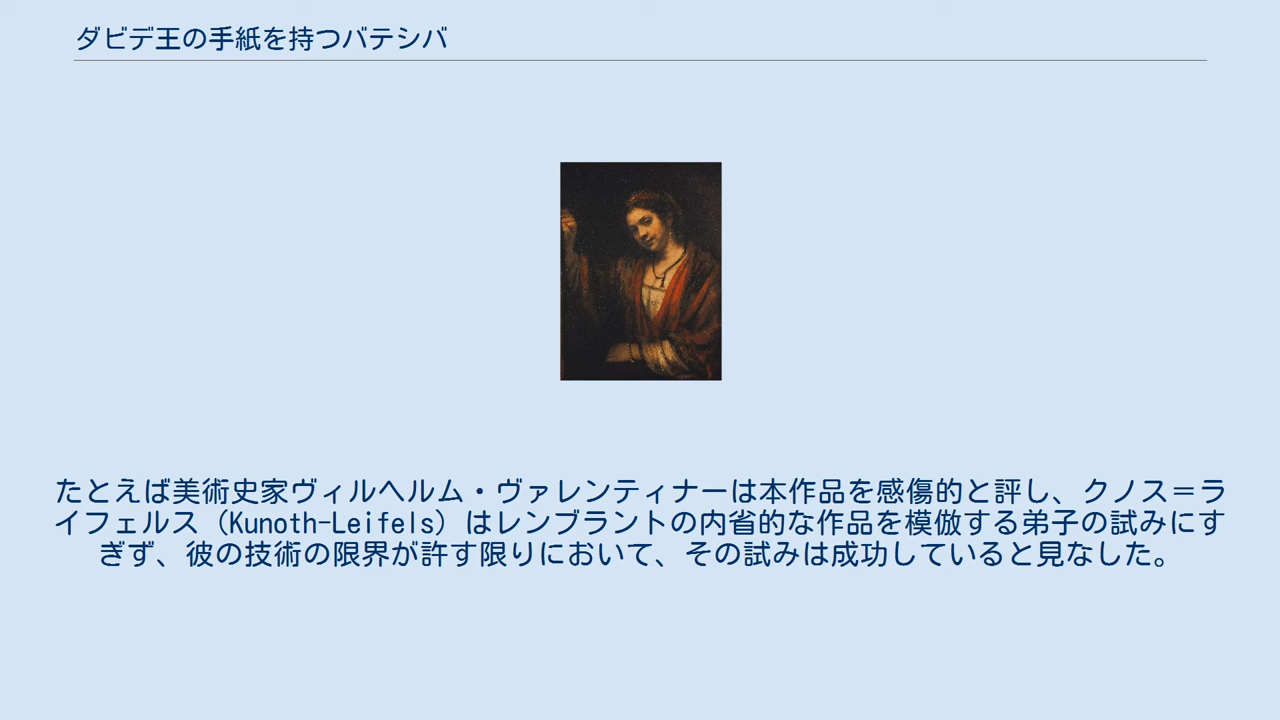 ダビデ王の手紙を持つバテシバ
たとえば美術史家ヴィルヘルム・ヴァレンティナーは本作品を感傷的と評し、クノス＝ラ
イフェルス（Kunoth-Leifels）はレンブラントの内省的な作品を模倣する弟子の試みにす
ぎず、彼の技術の限界が許す限りにおいて、その試みは成功していると見なした。